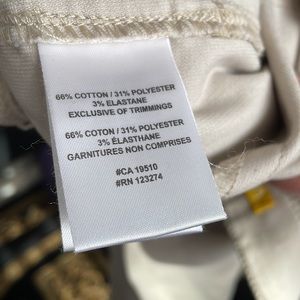 66% COTTON / 31% POLYESTER
3% ELASTANE
EXCLUSIVE OF TRIMMINGS
66% COTON / 31% POLYESTER
3% ÉLASTHANE
GARNITURES NON COMPRISES
#CA 19510
#RN 123274